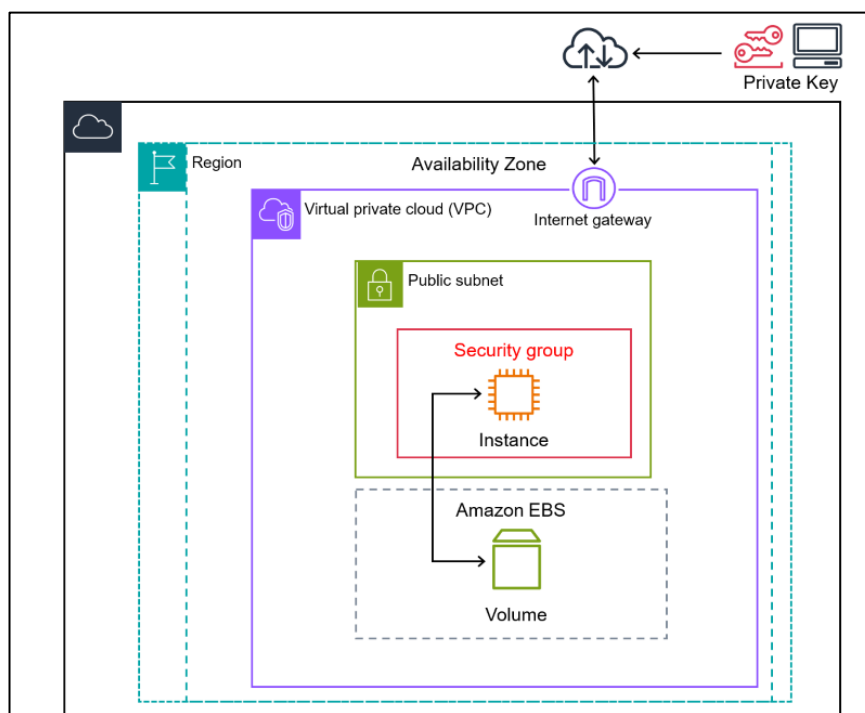 Private Key
Region
Availability Zone
Virtual private cloud (VPC)
Internet gateway
Public subnet
Security group
Instance
Amazon EBS
Volume